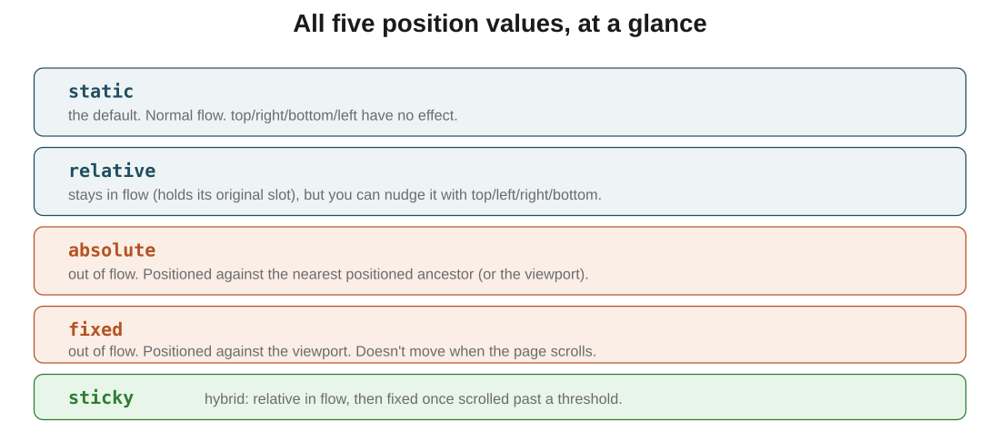 All five position values, at a glance
static
the default. Normal flow. top/right/bottom/left have no effect.
relative
stays in flow (holds its original slot), but you can nudge it with top/left/right/bottom.
absolute
out of flow. Positioned against the nearest positioned ancestor (or the viewport).
fixed
out of flow. Positioned against the viewport. Doesn't move when the page scrolls.
sticky hybrid: relative in flow, then fixed once scrolled past a threshold.